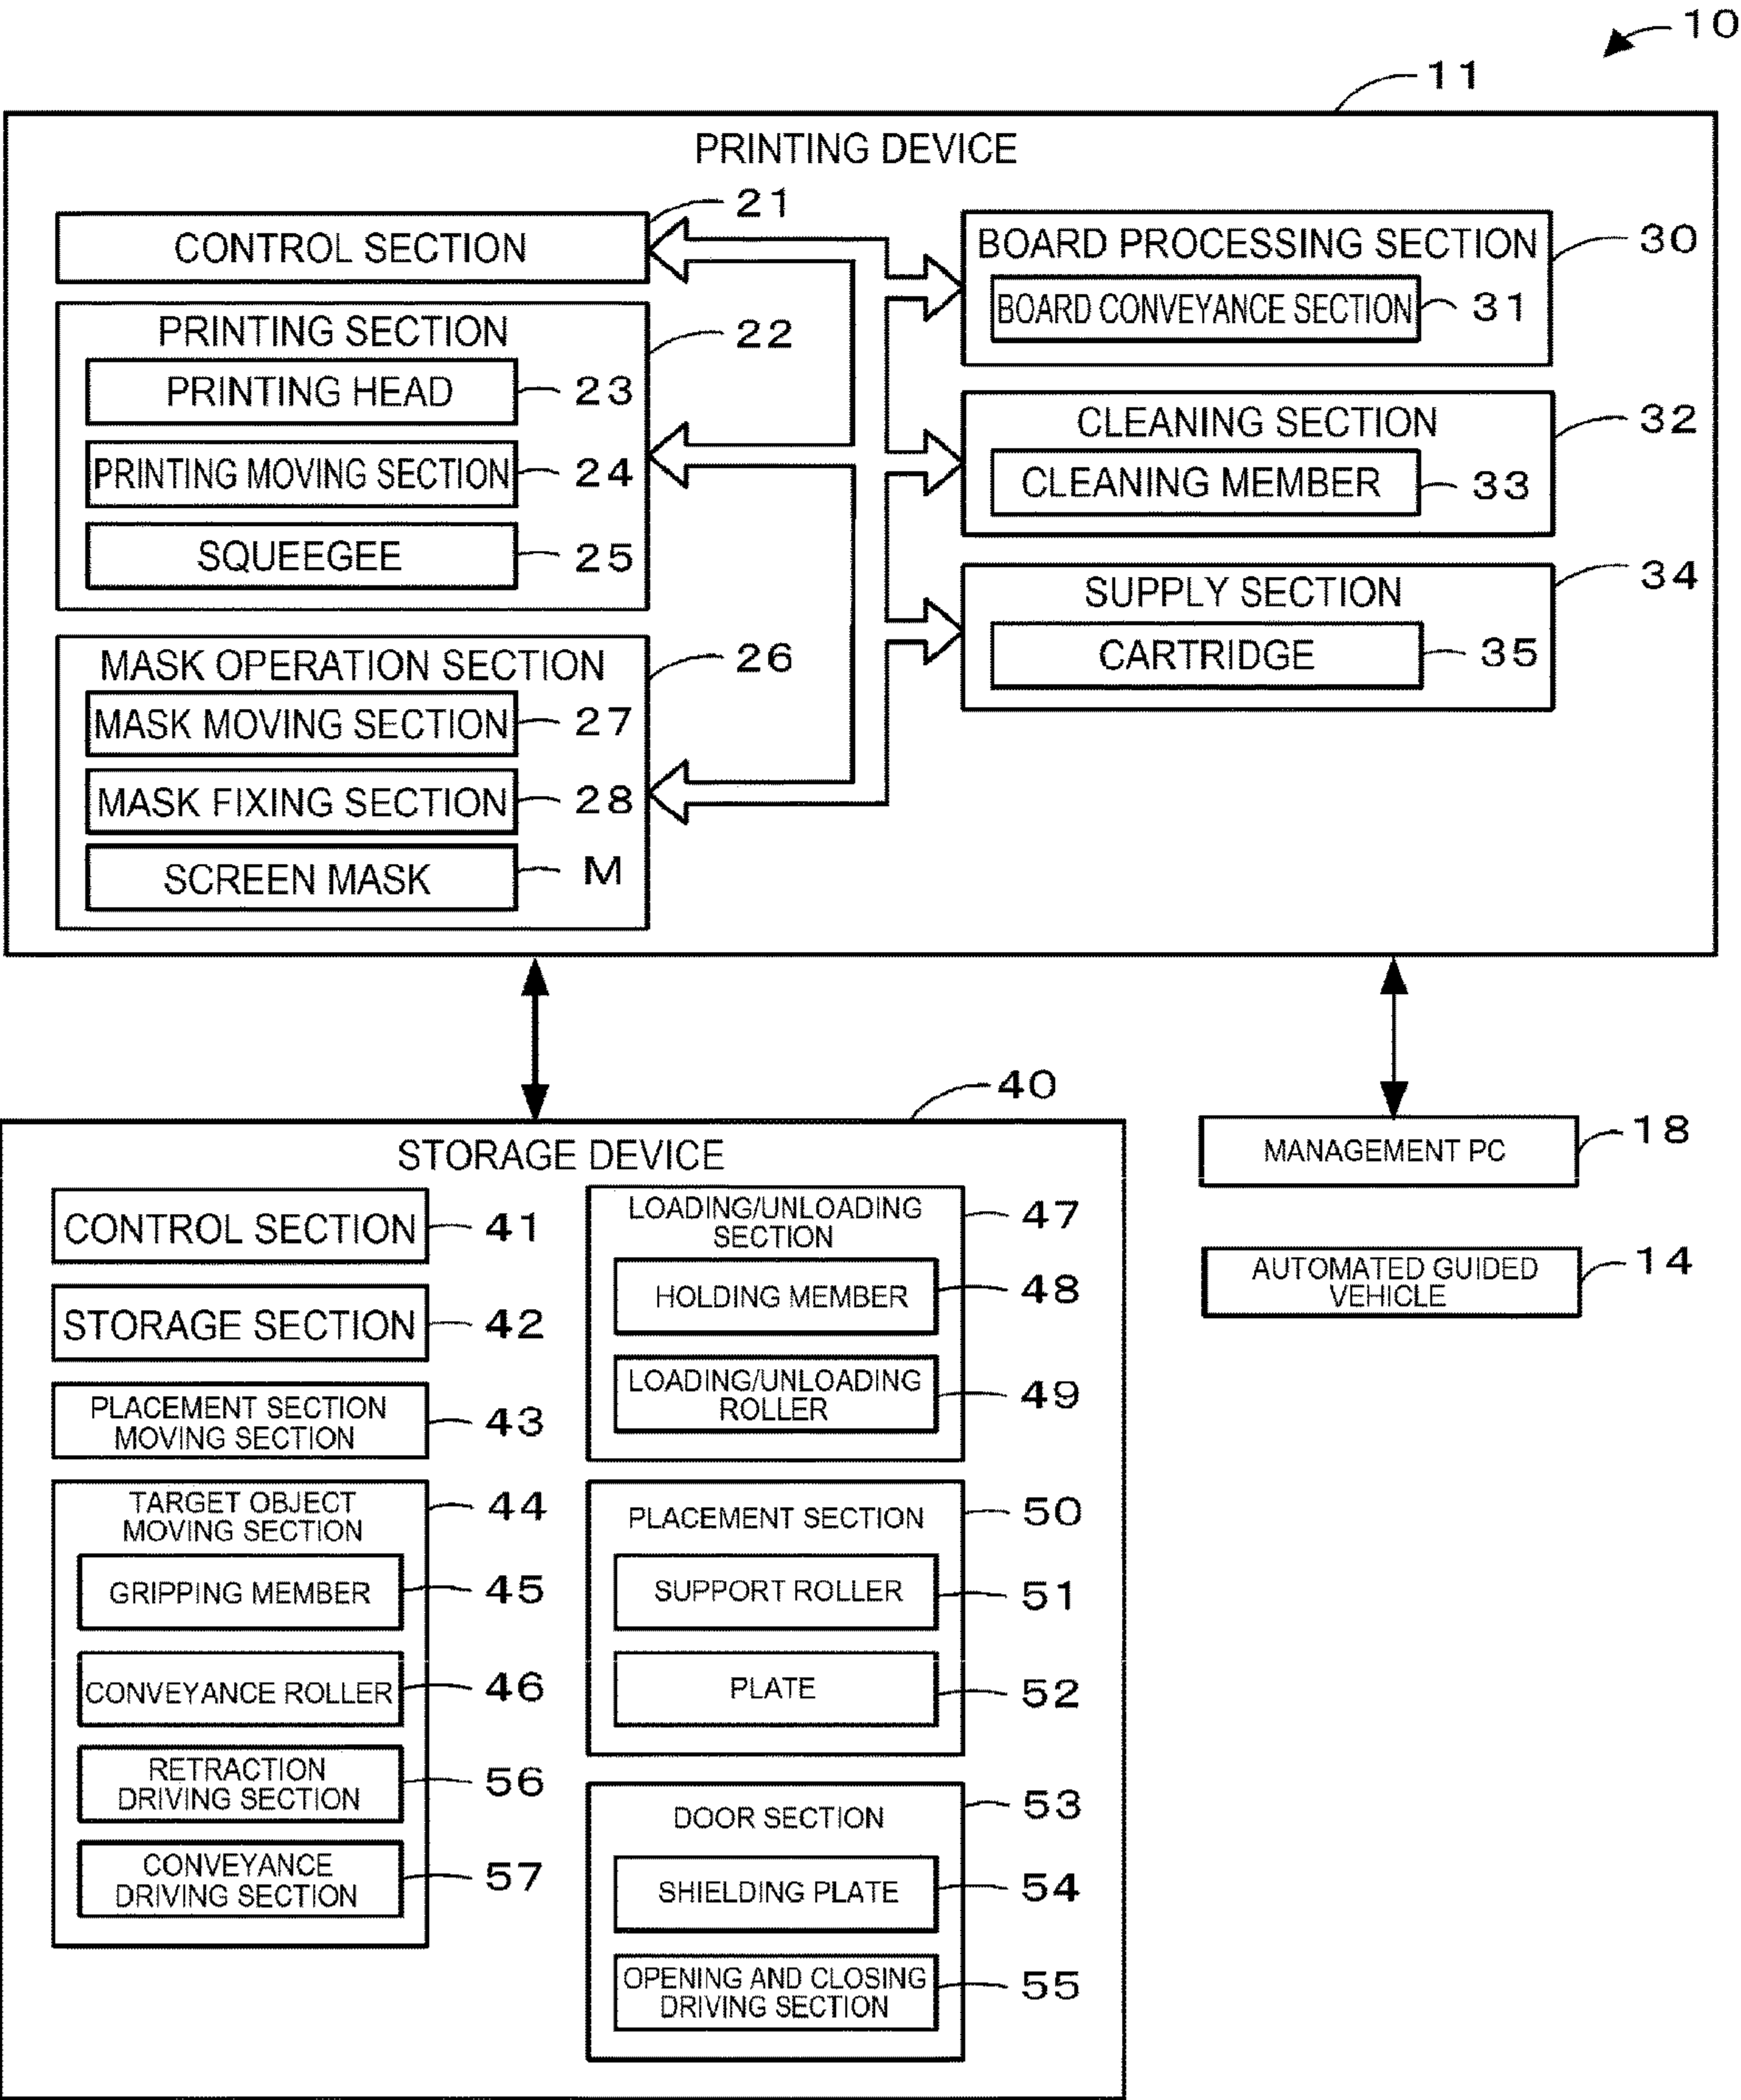 10
11
PRINTING DEVICE
CONTROL SECTION
21
PRINTING SECTION
22
PRINTING HEAD
23
PRINTING MOVING SECTION
24
SQUEEGEE
25
MASK OPERATION SECTION
26
MASK MOVING SECTION
27
MASK FIXING SECTION
28
SCREEN MASK
M
BOARD PROCESSING SECTION
30
BOARD CONVEYANCE SECTION
31
CLEANING SECTION
32
CLEANING MEMBER
33
SUPPLY SECTION
34
CARTRIDGE
35
40
STORAGE DEVICE
CONTROL SECTION
41
STORAGE SECTION
42
PLACEMENT SECTION
MOVING SECTION
43
TARGET OBJECT
MOVING SECTION
44
GRIPPING MEMBER
45
CONVEYANCE ROLLER
46
RETRACTION
DRIVING SECTION
56
CONVEYANCE
DRIVING SECTION
57
LOADING/UNLOADING
SECTION
47
HOLDING MEMBER
48
LOADING/UNLOADING
ROLLER
49
PLACEMENT SECTION
50
SUPPORT ROLLER
51
PLATE
52
DOOR SECTION
53
SHIELDING PLATE
54
OPENING AND CLOSING
DRIVING SECTION
55
MANAGEMENT PC
18
AUTOMATED GUIDED
VEHICLE
14